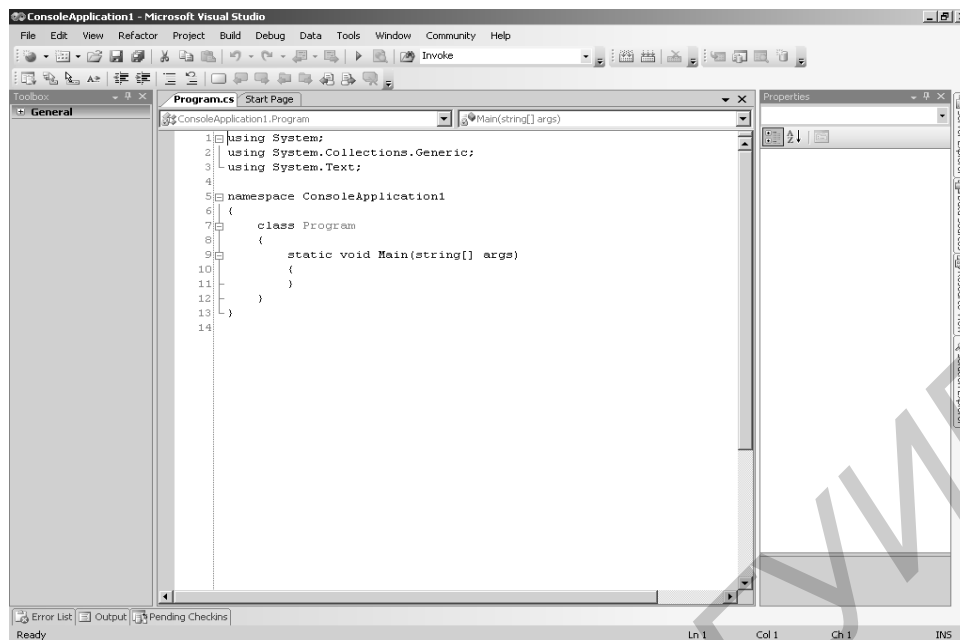 ConsoleApplication1 - Microsoft Visual Studio
File Edit View Refactor Project Build Debug Data Tools Window Community Help
Invoke
Toolbox
General
Program.cs Start Page
ConsoleApplication1.Program
Main(string[] args)
Properties
1 using System;
2 using System.Collections.Generic;
3 using System.Text;
4
5 namespace ConsoleApplication1
6 {
7 class Program
8 {
9 static void Main(string[] args)
10 {
11 }
12 }
13 }
14
Error List Output Pending Checkins
Ready Ln 1 Col 1 Ch 1 INS